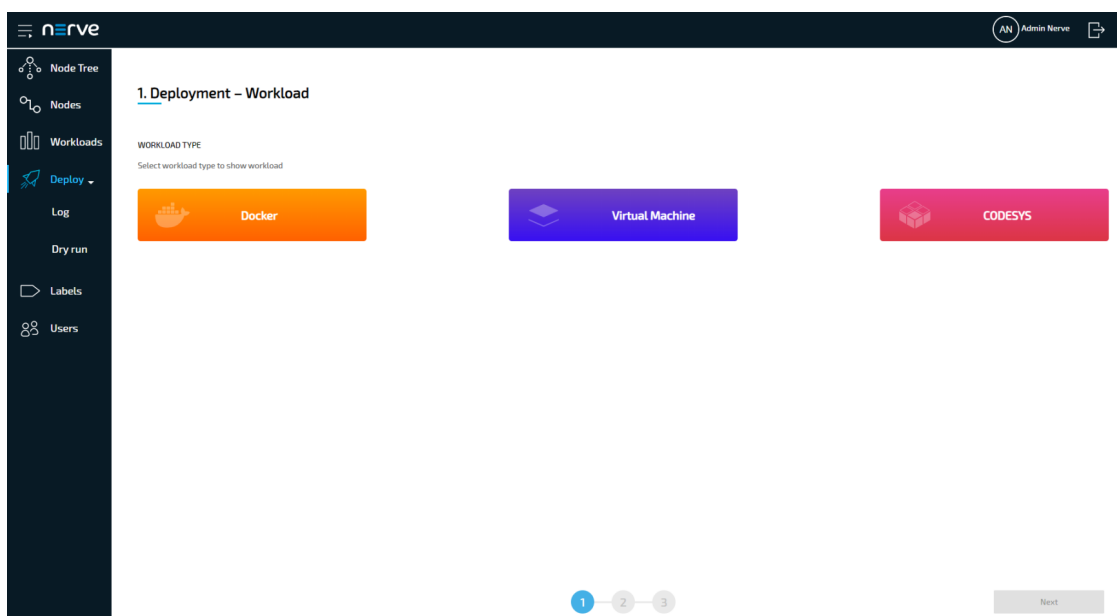 nerve
AN Admin Nerve
Node Tree
Nodes
Workloads
Deploy
Log
Dry run
Labels
Users
1. Deployment – Workload
WORKLOAD TYPE
Select workload type to show workload
Docker
Virtual Machine
CODESYS
1 2 3
Next